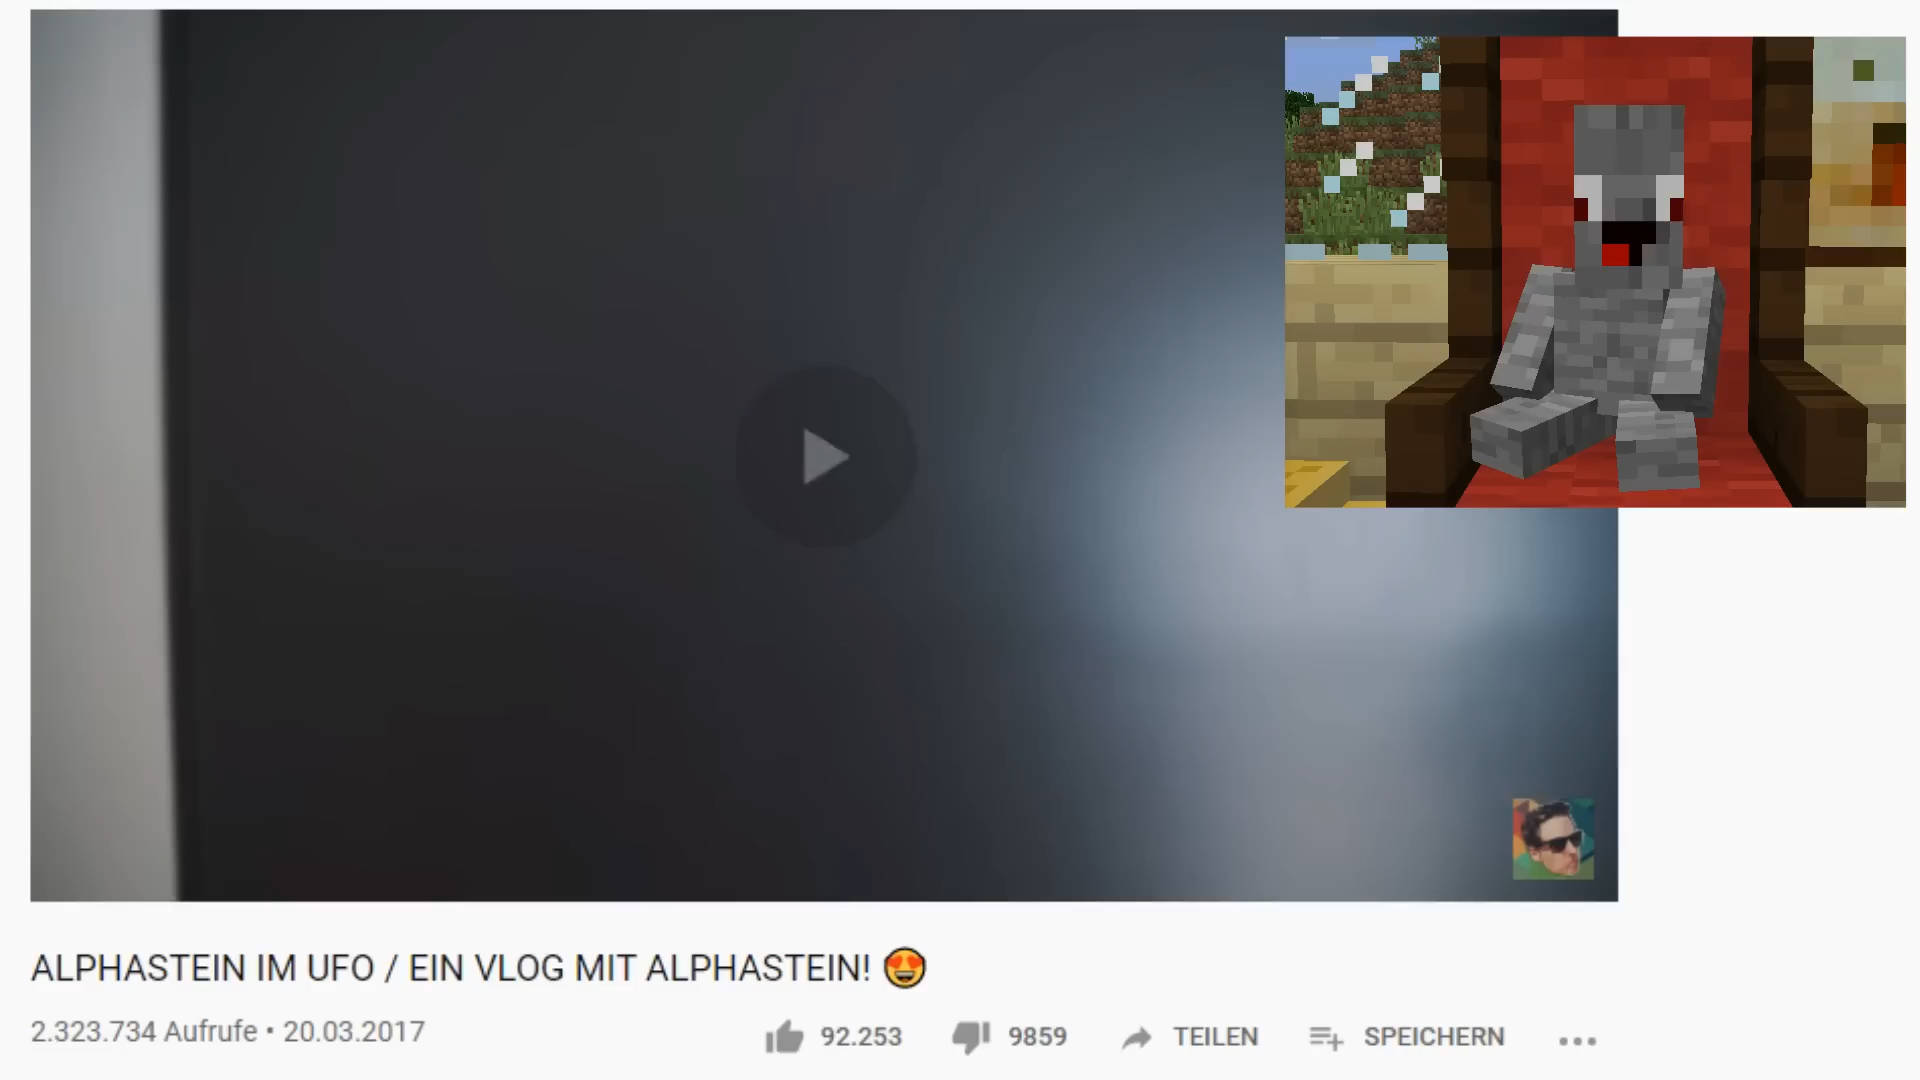 ALPHASTEIN IM UFO / EIN VLOG MIT ALPHASTEIN! 😍
2.323.734 Aufrufe • 20.03.2017
92.253
9859
TEILEN
SPEICHERN